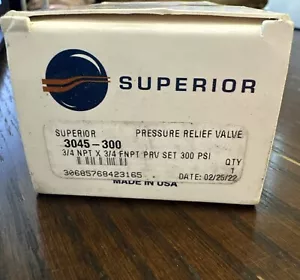 SUPERIOR
SUPERIOR PRESSURE RELIEF VALVE
3045-300
3/4 NPT X 3/4 FNPT PRV SET 300 PSI
QTY
1
30685768423165 DATE: 02/25/22
MADE IN USA